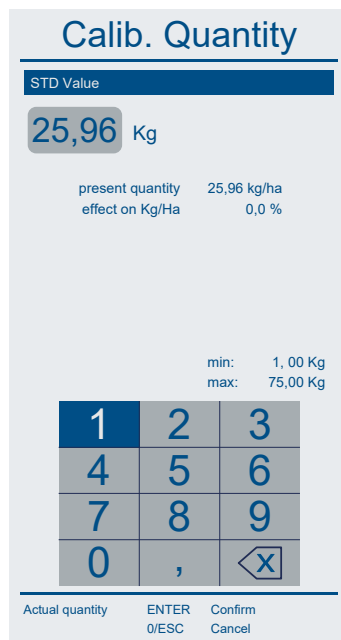 Calib. Quantity
STD Value
25,96 Kg
present quantity 25,96 kg/ha
effect on Kg/Ha 0,0 %
min: 1, 00 Kg
max: 75,00 Kg
1 2 3
4 5 6
7 8 9
0 , X
Actual quantity ENTER Confirm
0/ESC Cancel